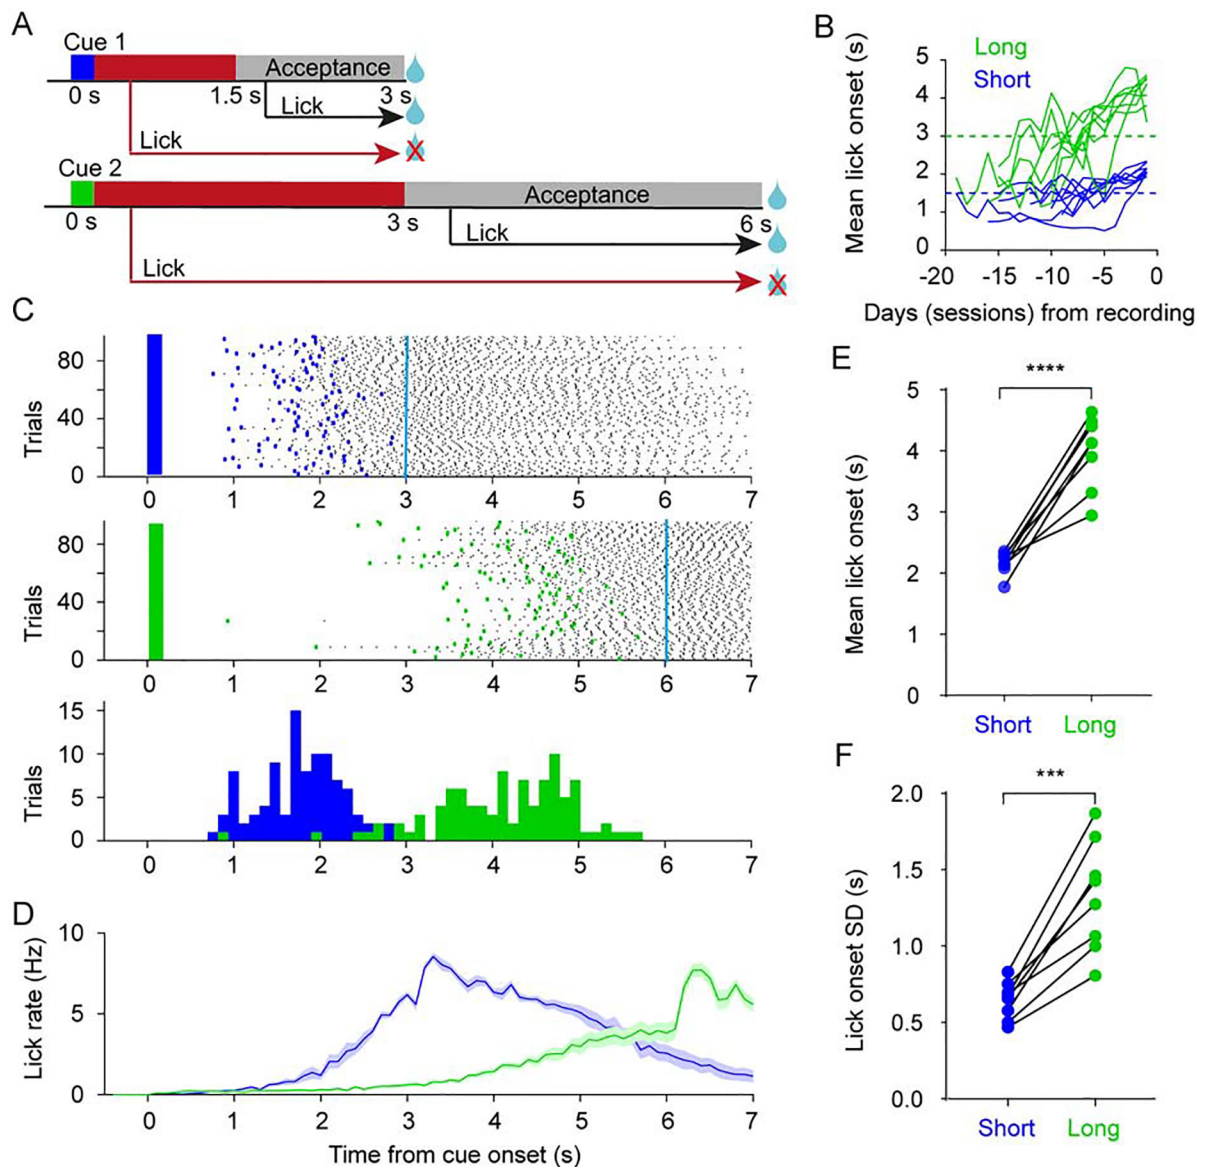 A
Cue 1
Acceptance
0 s
1.5 s
3 s
Lick
Lick
Cue 2
Acceptance
0 s
3 s
6 s
Lick
Lick
B
Mean lick onset (s)
Long
Short
5
4
3
2
1
0
-20 -15 -10 -5 0
Days (sessions) from recording
C
Trials
80
40
0
0 1 2 3 4 5 6 7
Trials
80
40
0
0 1 2 3 4 5 6 7
Trials
15
10
5
0
0 1 2 3 4 5 6 7
D
Lick rate (Hz)
10
5
0
0 1 2 3 4 5 6 7
Time from cue onset (s)
E
****
Mean lick onset (s)
5
4
3
2
1
0
Short Long
F
***
Lick onset SD (s)
2.0
1.5
1.0
0.5
0.0
Short Long